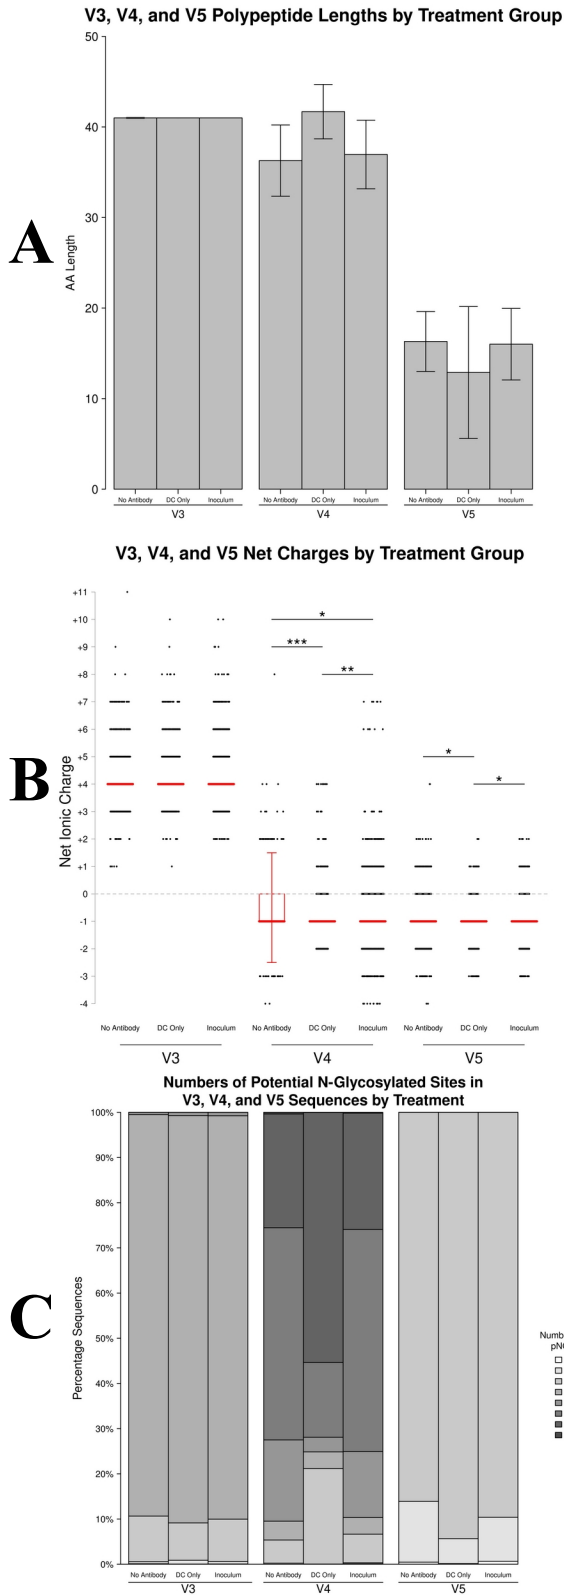 V3, V4, and V5 Polypeptide Lengths by Treatment Group
A
AA Length
50
40
30
20
10
0
No Antibody DC Only Inoculum No Antibody DC Only Inoculum No Antibody DC Only Inoculum
V3 V4 V5
V3, V4, and V5 Net Charges by Treatment Group
B
Net Ionic Charge
+11
+10
+9
+8
+7
+6
+5
+4
+3
+2
+1
0
-1
-2
-3
-4
*
***
**
*
*
No Antibody DC Only Inoculum No Antibody DC Only Inoculum No Antibody DC Only Inoculum
V3 V4 V5
Numbers of Potential N-Glycosylated Sites in
V3, V4, and V5 Sequences by Treatment
C
Percentage Sequences
100%
90%
80%
70%
60%
50%
40%
30%
20%
10%
0%
No Antibody DC Only Inoculum No Antibody DC Only Inoculum No Antibody DC Only Inoculum
V3 V4 V5
Numb
pN